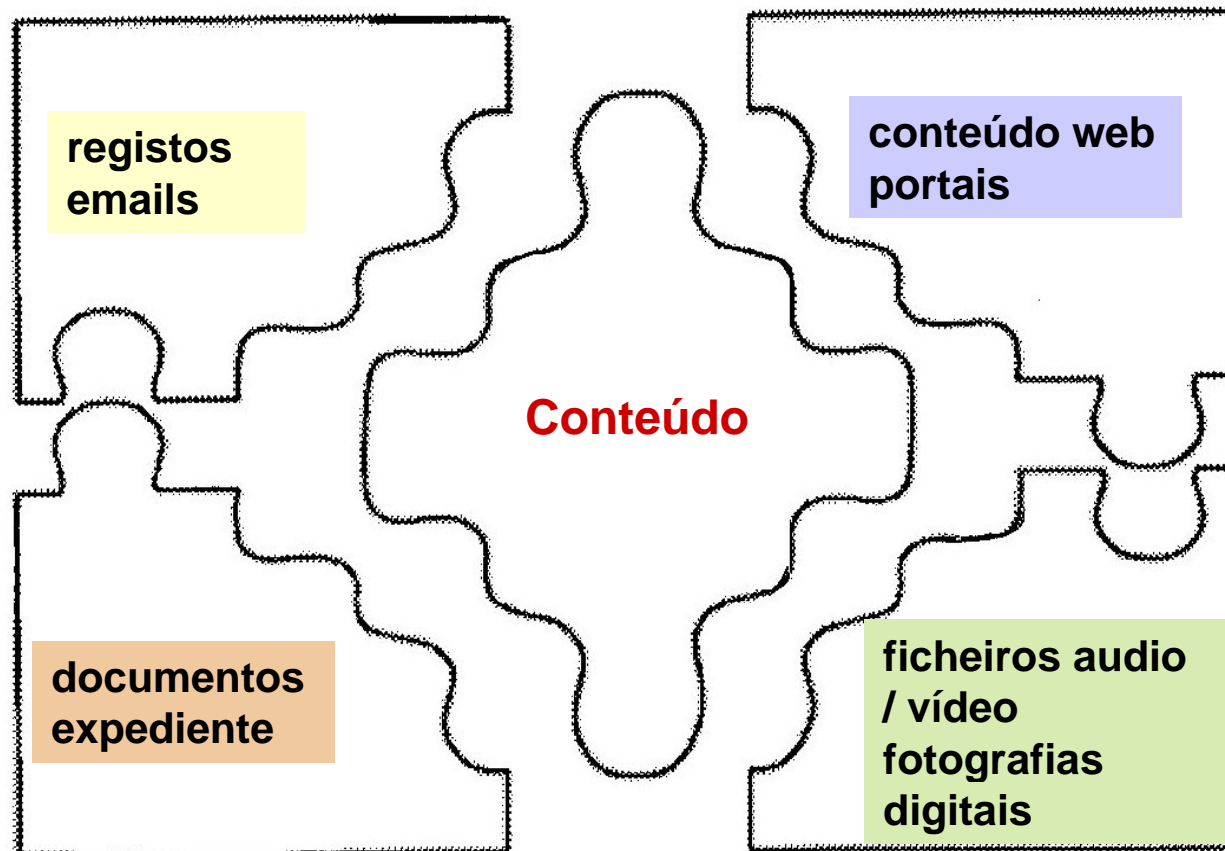 registos
emails
conteúdo web
portais
Conteúdo
documentos
expediente
ficheiros audio
/ vídeo
fotografias
digitais